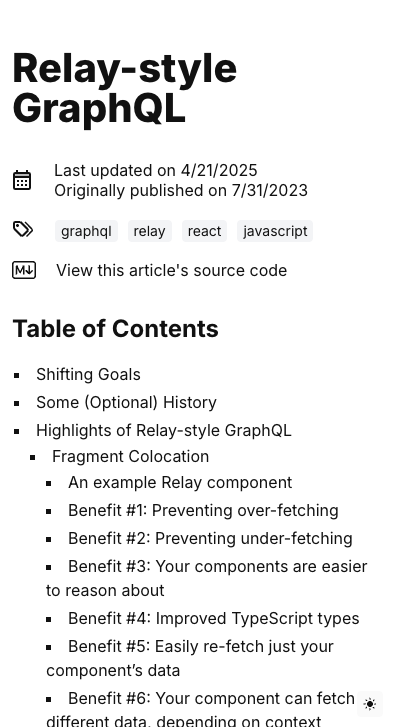 Relay-style
GraphQL
Last updated on 4/21/2025
Originally published on 7/31/2023
graphql relay react javascript
View this article's source code
Table of Contents
Shifting Goals
Some (Optional) History
Highlights of Relay-style GraphQL
Fragment Colocation
An example Relay component
Benefit #1: Preventing over-fetching
Benefit #2: Preventing under-fetching
Benefit #3: Your components are easier
to reason about
Benefit #4: Improved TypeScript types
Benefit #5: Easily re-fetch just your
component’s data
Benefit #6: Your component can fetch
different data, depending on context